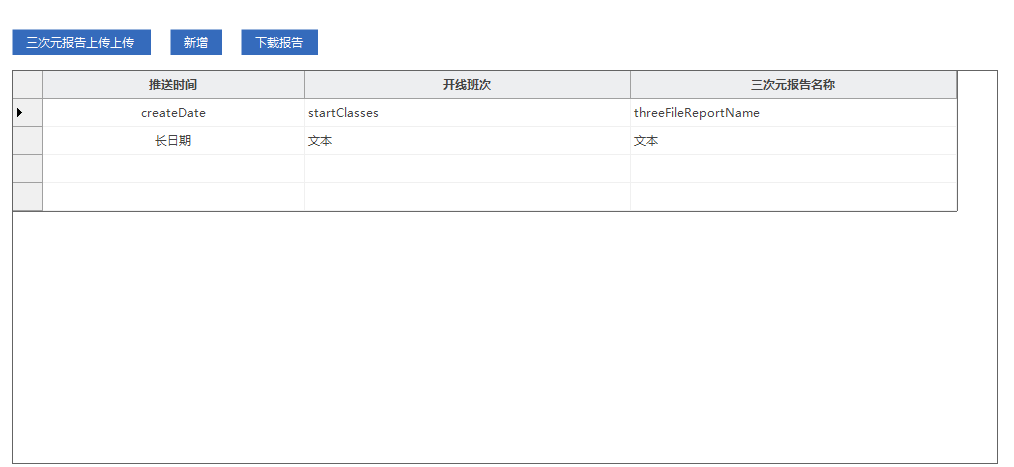 三次元报告上传上传 新增 下载报告
推送时间 开线班次 三次元报告名称
createDate startClasses threeFileReportName
长日期 文本 文本